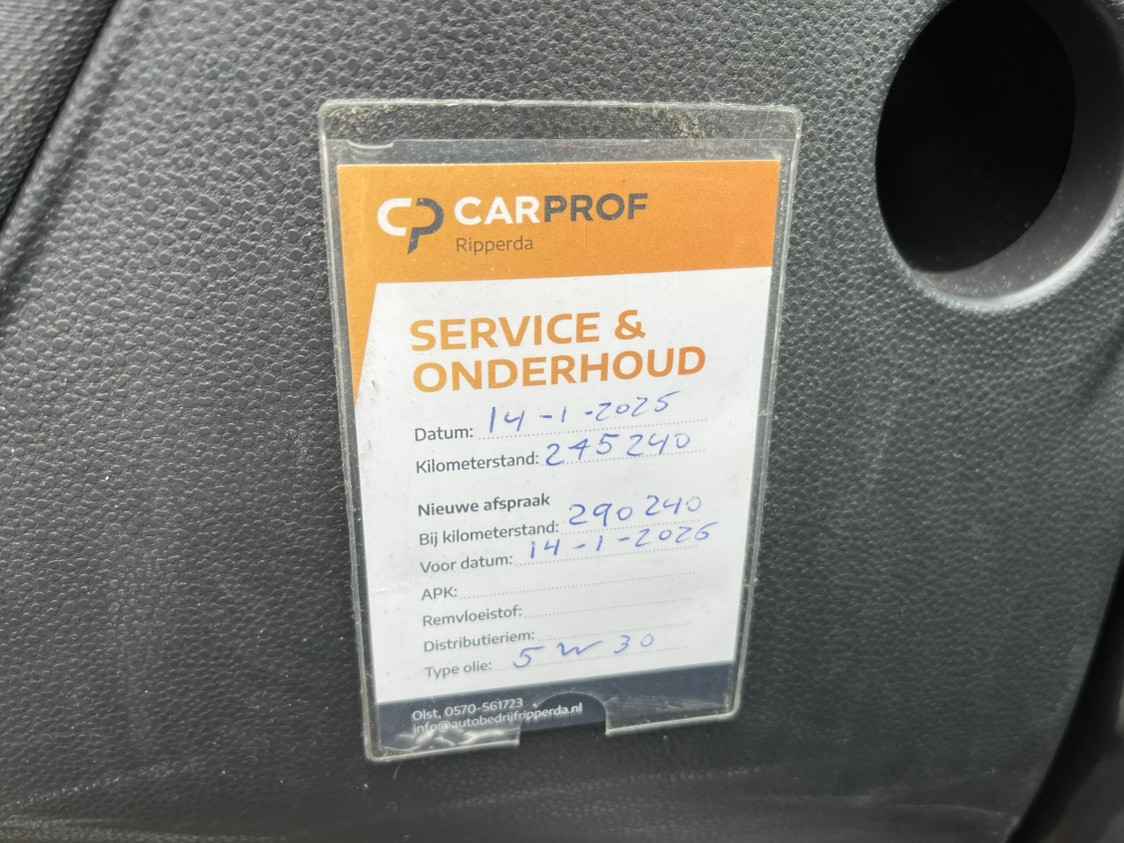 CP CARPROF
Ripperda
SERVICE &
ONDERHOUD
Datum: 14-1-2025
Kilometerstand: 245240
Nieuwe afspraak
Bij kilometerstand: 290240
Voor datum: 14-1-2026
APK:
Remvloeistof:
Distributieriem:
Type olie: 5W30
Olst, 0570-561723
info@autobedrijfripperda.nl